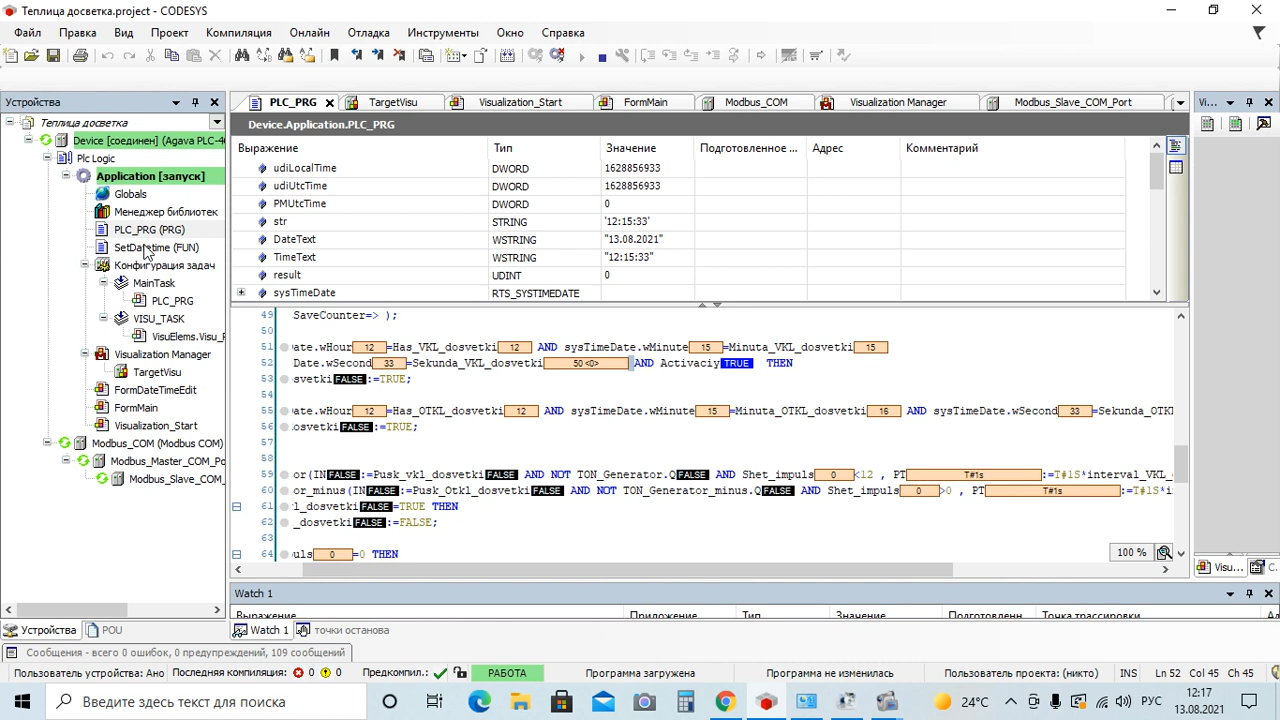 Теплица досветка.project - CODESYS
Файл Правка Вид Проект Компиляция Онлайн Отладка Инструменты Окно Справка
Устройства
PLC_PRG TargetVisu Visualization_Start FormMain Modbus_COM Visualization Manager Modbus_Slave_COM_Port Vi...
Теплица досветка
Device [соединен] (Agava PLC-4
Plc Logic
Application [запуск]
Globals
Менеджер библиотек
PLC_PRG (PRG)
SetDatetime (FUN)
Конфигурация задач
MainTask
PLC_PRG
VISU_TASK
VisuElems.Visu_
Visualization Manager
TargetVisu
FormDateTimeEdit
FormMain
Visualization_Start
Modbus_COM (Modbus COM)
Modbus_Master_COM_Po
Modbus_Slave_COM_
Устройства POU
Device.Application.PLC_PRG
Выражение Тип Значение Подготовленное ... Адрес Комментарий
udiLocalTime DWORD 1628856933
udiUtcTime DWORD 1628856933
PMUtcTime DWORD 0
str STRING '12:15:33'
DateText WSTRING "13.08.2021"
TimeText WSTRING "12:15:33"
result UDINT 0
sysTimeDate RTS_SYSTIMEDATE
49 SaveCounter=> );
50
51 ate.wHour 12 =Has_VKL_dosvetki 12 AND sysTimeDate.wMinute 15 =Minuta_VKL_dosvetki 15
52 Date.wSecond 33 =Sekunda_VKL_dosvetki 50 <0> AND Activaciy TRUE THEN
53 svetki FALSE :=TRUE;
54
55 ate.wHour 12 =Has_OTKL_dosvetki 12 AND sysTimeDate.wMinute 15 =Minuta_OTKL_dosvetki 16 AND sysTimeDate.wSecond 33 =Sekunda_OTK
56 osvetki FALSE :=TRUE;
57
58
59 or(IN FALSE :=Pusk_vkl_dosvetki FALSE AND NOT TON_Generator.Q FALSE AND Shet_impuls 0 <12 , PT T#1s :=T#1S*interval_VKL_
60 or_minus(IN FALSE :=Pusk_Otkl_dosvetki FALSE AND NOT TON_Generator_minus.Q FALSE AND Shet_impuls 0 >0 , PT T#1s :=T#1S*i
61 l_dosvetki FALSE =TRUE THEN
62 _dosvetki FALSE :=FALSE;
63
64 uls 0 =0 THEN
100 %
Visu... С.
Watch 1
Выражение Приложение Тип Значение Подготовленн... Точка трассировки
Watch 1 точки останова
Сообщения - всего 0 ошибок, 0 предупреждений, 109 сообщений
Пользователь устройства: Ано Последняя компиляция: 0 0 Предкомпил.: РАБОТА Программа загружена Программа не изменилась Пользователь проекта: (никто) INS Ln 52 Col 45 Ch 45
Введите здесь текст для поиска 24°C РУС 12:17
13.08.2021